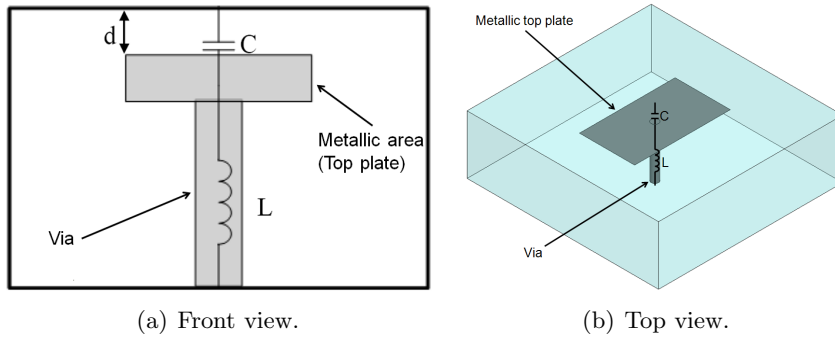 d
C
Metallic area
(Top plate)
Via
L
(a) Front view.
Metallic top plate
C
L
Via
(b) Top view.